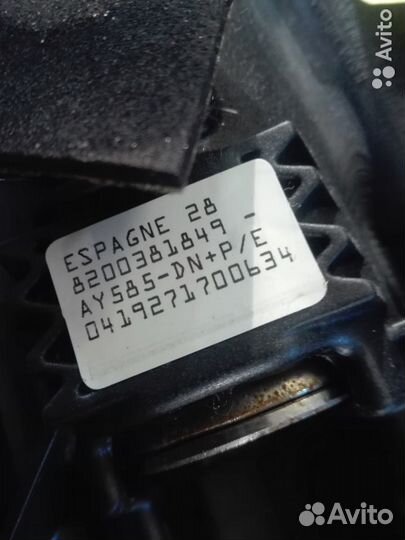 Avito
ESPAGNE 28
8200381849 -
AY585-DN+P/E
0419271700634
Avito